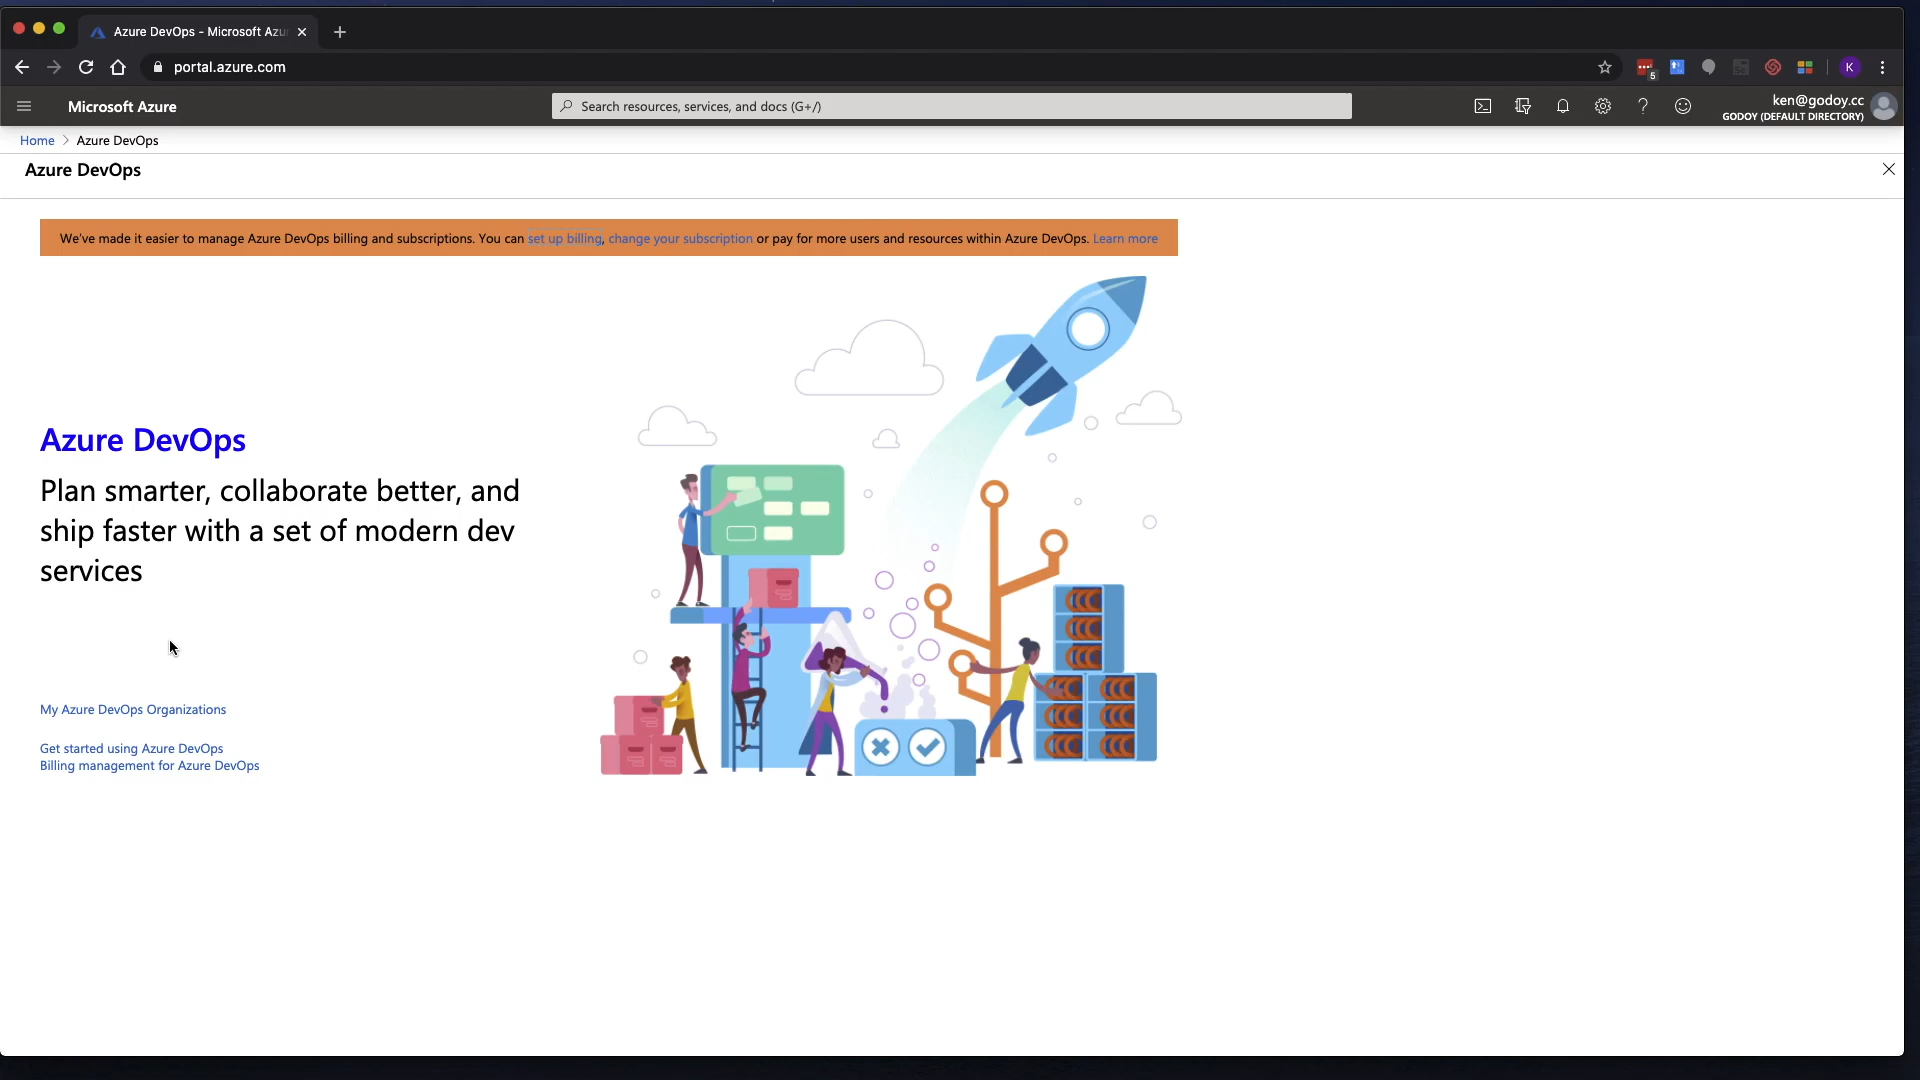 Azure DevOps - Microsoft Azu
portal.azure.com
5
K
Microsoft Azure
Search resources, services, and docs (G+/)
ken@godoy.cc
GODOY (DEFAULT DIRECTORY)
Home > Azure DevOps
Azure DevOps
We've made it easier to manage Azure DevOps billing and subscriptions. You can set up billing, change your subscription or pay for more users and resources within Azure DevOps. Learn more
Azure DevOps
Plan smarter, collaborate better, and
ship faster with a set of modern dev
services
My Azure DevOps Organizations
Get started using Azure DevOps
Billing management for Azure DevOps